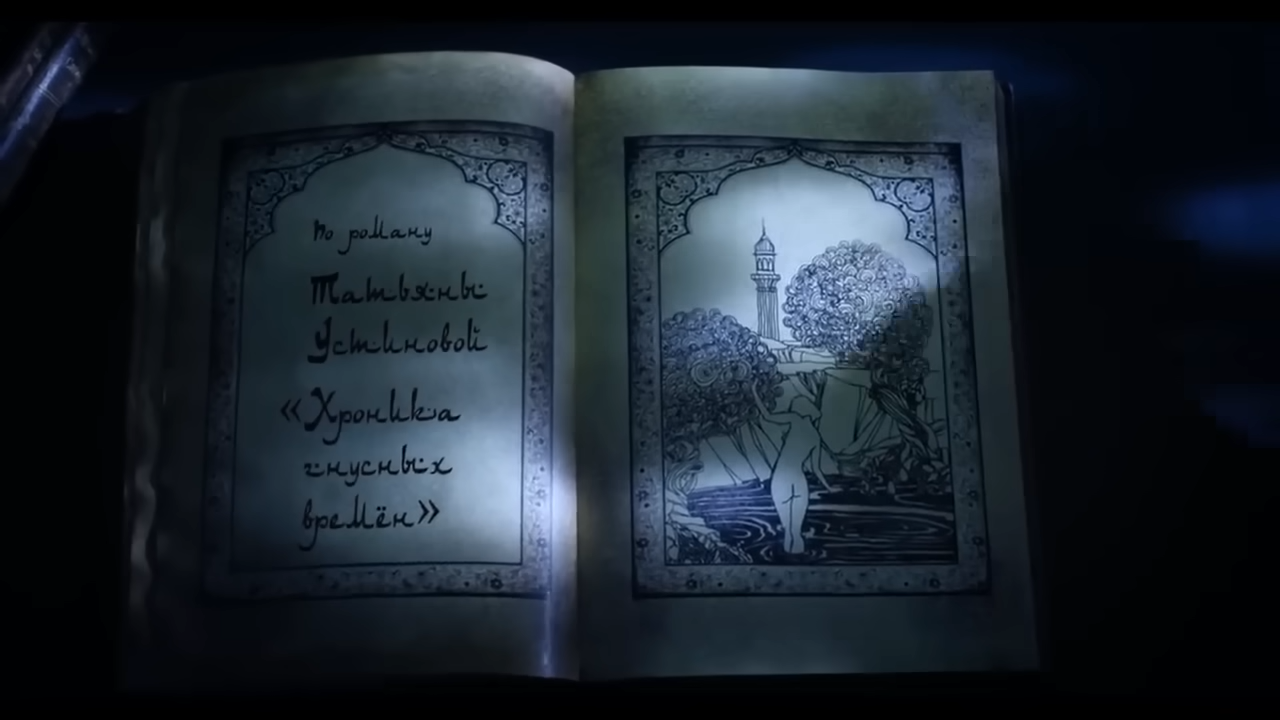 по роману
Татьяны
Устиновой
«Хроника
гнусных
времён»